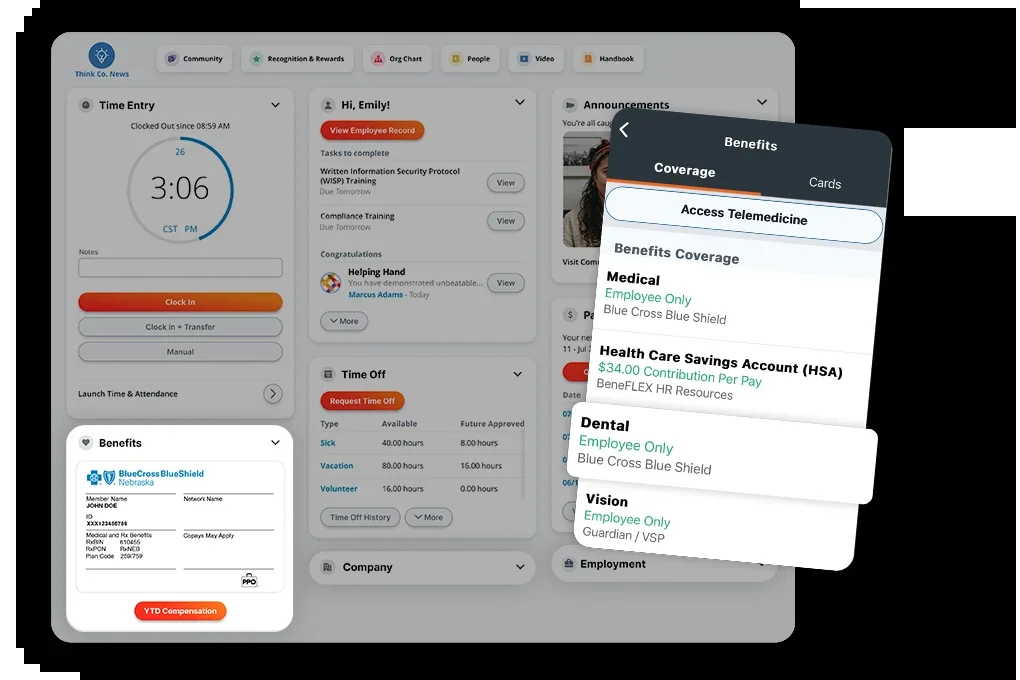 Think Co. News
Community
Recognition & Rewards
Org Chart
People
Video
Handbook
Time Entry
Clocked Out since 08:59 AM
26
3:06
CST PM
Notes
Clock In
Clock In + Transfer
Manual
Launch Time & Attendance
Benefits
BlueCross BlueShield
Nebraska
Member Name
JOHN DOE
Network Name
ID
XXX123456789
Medical and Rx Benefits
Copays May Apply
RxBIN 610455
RxPCN RxNEB
Plan Code 259.759
PPO
YTD Compensation
Hi, Emily!
View Employee Record
Tasks to complete
Written Information Security Protocol
(WISP) Training
Due Tomorrow
View
Compliance Training
Due Tomorrow
View
Congratulations
Helping Hand
You have demonstrated unbeatable...
Marcus Adams - Today
View
More
Time Off
Request Time Off
Type Available Future Approved
Sick 40.00 hours 8.00 hours
Vacation 80.00 hours 16.00 hours
Volunteer 16.00 hours 0.00 hours
Time Off History
More
Company
Announcements
You're all
Visit
Your
11 - Jul
Date
Employment
Benefits
Coverage
Cards
Access Telemedicine
Benefits Coverage
Medical
Employee Only
Blue Cross Blue Shield
Health Care Savings Account (HSA)
$34.00 Contribution Per Pay
BeneFLEX HR Resources
Dental
Employee Only
Blue Cross Blue Shield
Vision
Employee Only
Guardian / VSP